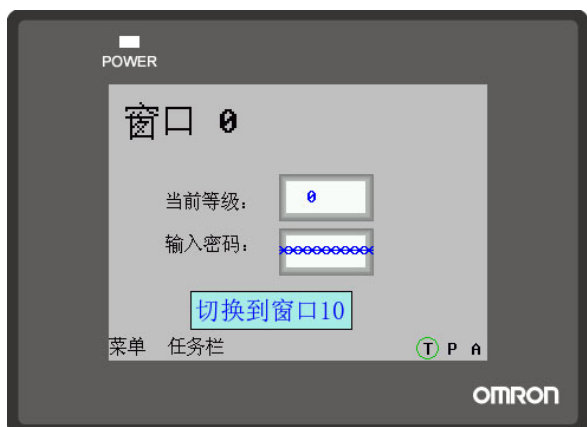 POWER
窗口 0
当前等级: 0
输入密码: xxxxxxxxxx
切换到窗口10
菜单 任务栏 T P A
OMRON